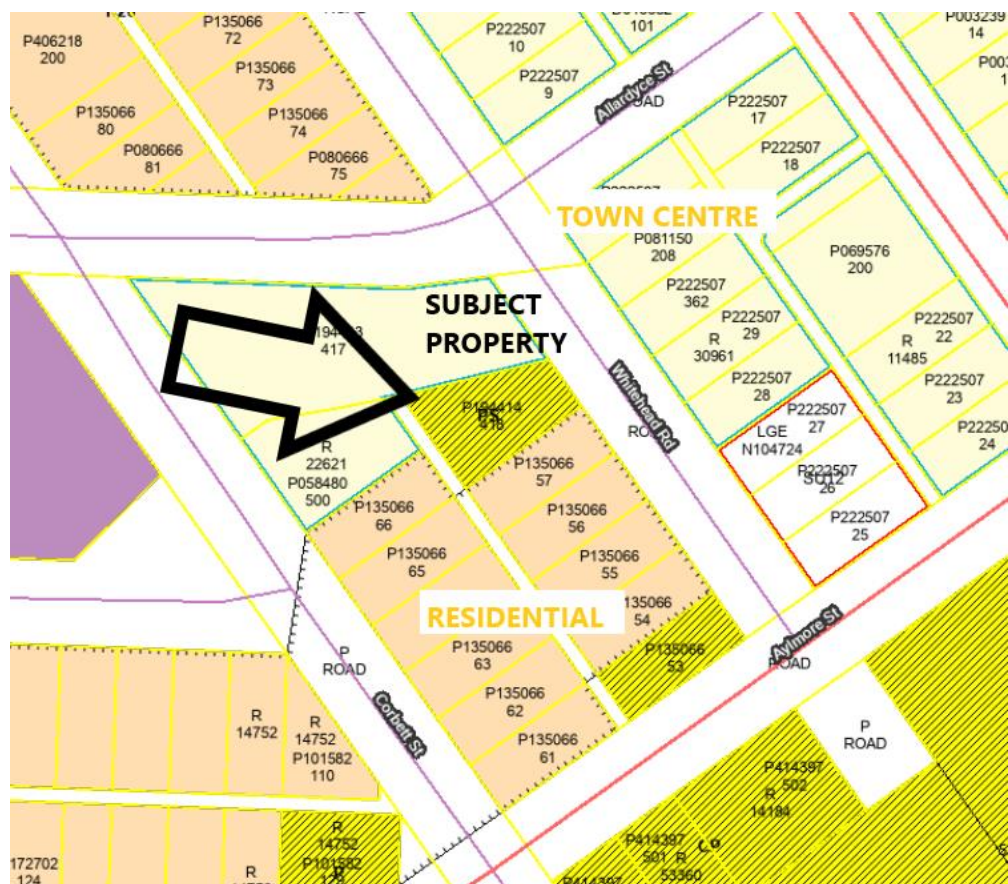 P406218
200
P135066
72
P135066
73
P135066
74
P080666
75
P135066
80
P080666
81
P222507
10
P222507
9
101
P003239
14
Allardyce St
P222507
17
P222507
18
TOWN CENTRE
P081150
208
P222507
362
P222507
29
R
30961
P222507
28
P069576
200
P222507
22
R
11485
P222507
23
24
SUBJECT
PROPERTY
417
R
22621
P058480
500
Whitehead Rd
P222507
27
LGE
N104724
P222507
26
P222507
25
P135066
57
P135066
56
P135066
55
54
P135066
53
P135066
66
P135066
65
RESIDENTIAL
P135066
63
P135066
62
P135066
61
Aylmore St
ROAD
P
ROAD
Corbett St
R
14752
R
14752
P101582
110
P
ROAD
P414397
502
R
14184
P414397
501
R
53360
R
14752
P101582
172702
124
R
P414397